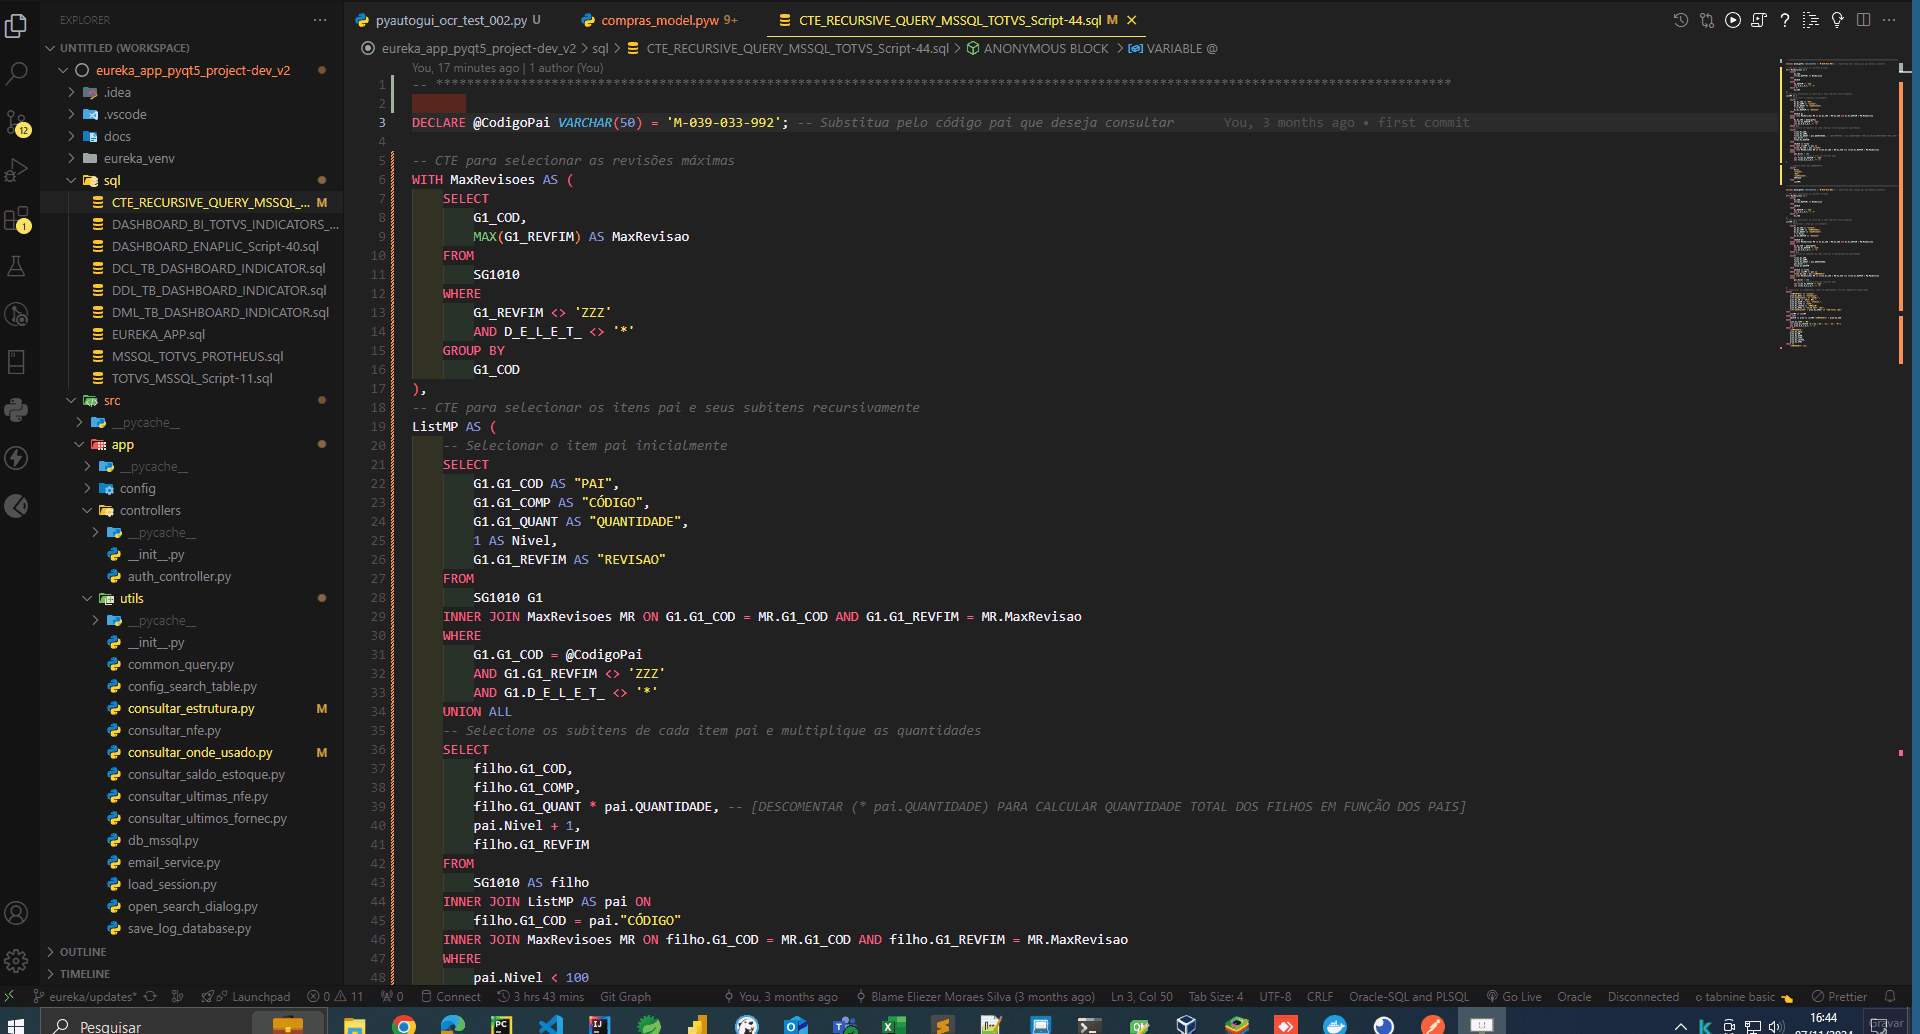 EXPLORER
UNTITLED (WORKSPACE)
eureka_app_pyqt5_project-dev_v2
.idea
.vscode
docs
eureka_venv
sql
CTE_RECURSIVE_QUERY_MSSQL_... M
DASHBOARD_BI_TOTVS_INDICATORS_...
DASHBOARD_ENAPLIC_Script-40.sql
DCL_TB_DASHBOARD_INDICATOR.sql
DDL_TB_DASHBOARD_INDICATOR.sql
DML_TB_DASHBOARD_INDICATOR.sql
EUREKA_APP.sql
MSSQL_TOTVS_PROTHEUS.sql
TOTVS_MSSQL_Script-11.sql
src
__pycache__
app
__pycache__
config
controllers
__pycache__
__init__.py
auth_controller.py
utils
__pycache__
__init__.py
common_query.py
config_search_table.py
consultar_estrutura.py M
consultar_nfe.py
consultar_onde_usado.py M
consultar_saldo_estoque.py
consultar_ultimas_nfe.py
consultar_ultimos_fornec.py
db_mssql.py
email_service.py
load_session.py
open_search_dialog.py
save_log_database.py
OUTLINE
TIMELINE
12
1
pyautogui_ocr_test_002.py U
compras_model.pyw 9+
CTE_RECURSIVE_QUERY_MSSQL_TOTVS_Script-44.sql M
eureka_app_pyqt5_project-dev_v2 > sql > CTE_RECURSIVE_QUERY_MSSQL_TOTVS_Script-44.sql > ANONYMOUS BLOCK > VARIABLE @
You, 17 minutes ago | 1 author (You)
1 -- ************************************************************************************************************************************
2
3 DECLARE @CodigoPai VARCHAR(50) = 'M-039-033-992'; -- Substitua pelo código pai que deseja consultar You, 3 months ago • first commit
4
5 -- CTE para selecionar as revisões máximas
6 WITH MaxRevisoes AS (
7 SELECT
8 G1_COD,
9 MAX(G1_REVFIM) AS MaxRevisao
10 FROM
11 SG1010
12 WHERE
13 G1_REVFIM <> 'ZZZ'
14 AND D_E_L_E_T_ <> '*'
15 GROUP BY
16 G1_COD
17 ),
18 -- CTE para selecionar os itens pai e seus subitens recursivamente
19 ListMP AS (
20 -- Selecionar o item pai inicialmente
21 SELECT
22 G1.G1_COD AS "PAI",
23 G1.G1_COMP AS "CÓDIGO",
24 G1.G1_QUANT AS "QUANTIDADE",
25 1 AS Nivel,
26 G1.G1_REVFIM AS "REVISAO"
27 FROM
28 SG1010 G1
29 INNER JOIN MaxRevisoes MR ON G1.G1_COD = MR.G1_COD AND G1.G1_REVFIM = MR.MaxRevisao
30 WHERE
31 G1.G1_COD = @CodigoPai
32 AND G1.G1_REVFIM <> 'ZZZ'
33 AND G1.D_E_L_E_T_ <> '*'
34 UNION ALL
35 -- Selecione os subitens de cada item pai e multiplique as quantidades
36 SELECT
37 filho.G1_COD,
38 filho.G1_COMP,
39 filho.G1_QUANT * pai.QUANTIDADE, -- [DESCOMENTAR (* pai.QUANTIDADE) PARA CALCULAR QUANTIDADE TOTAL DOS FILHOS EM FUNÇÃO DOS PAIS]
40 pai.Nivel + 1,
41 filho.G1_REVFIM
42 FROM
43 SG1010 AS filho
44 INNER JOIN ListMP AS pai ON
45 filho.G1_COD = pai."CÓDIGO"
46 INNER JOIN MaxRevisoes MR ON filho.G1_COD = MR.G1_COD AND filho.G1_REVFIM = MR.MaxRevisao
47 WHERE
48 pai.Nivel < 100
eureka/updates* Launchpad 0 11 0 Connect 3 hrs 43 mins Git Graph You, 3 months ago Blame Eliezer Moraes Silva (3 months ago) Ln 3, Col 50 Tab Size: 4 UTF-8 CRLF Oracle-SQL and PLSQL Go Live Oracle Disconnected tabnine basic Prettier
Pesquisar
16:44
07/11/2024
Gravar